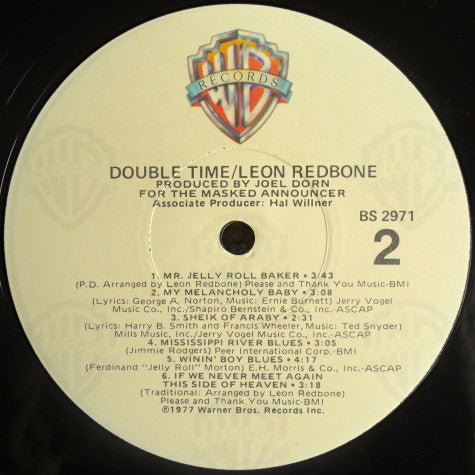 WB
RECORDS
DOUBLE TIME/LEON REDBONE
PRODUCED BY JOEL DORN
FOR THE MASKED ANNOUNCER
Associate Producer: Hal Willner
BS 2971
2
1. MR. JELLY ROLL BAKER • 3:43
(P.D. Arranged by Leon Redbone) Please and Thank You Music-BMI
2. MY MELANCHOLY BABY • 3:08
(Lyrics: George A. Norton, Music: Ernie Burnett) Jerry Vogel
Music Co., Inc./Shapiro Bernstein & Co., Inc.-ASCAP
3. SHEIK OF ARABY • 2:31
(Lyrics: Harry B. Smith and Francis Wheeler, Music: Ted Snyder)
Mills Music, Inc./Jerry Vogel Music Co. Inc.-ASCAP
4. MISSISSIPPI RIVER BLUES • 3:05
(Jimmie Rodgers) Peer International Corp.-BMI
5. WININ' BOY BLUES • 4:17
(Ferdinand "Jelly Roll" Morton) E.H. Morris & Co. Inc.-ASCAP
6. IF WE NEVER MEET AGAIN
THIS SIDE OF HEAVEN • 3:18
(Traditional: Arranged by Leon Redbone)
Please and Thank You Music-BMI
©1977 Warner Bros. Records Inc.